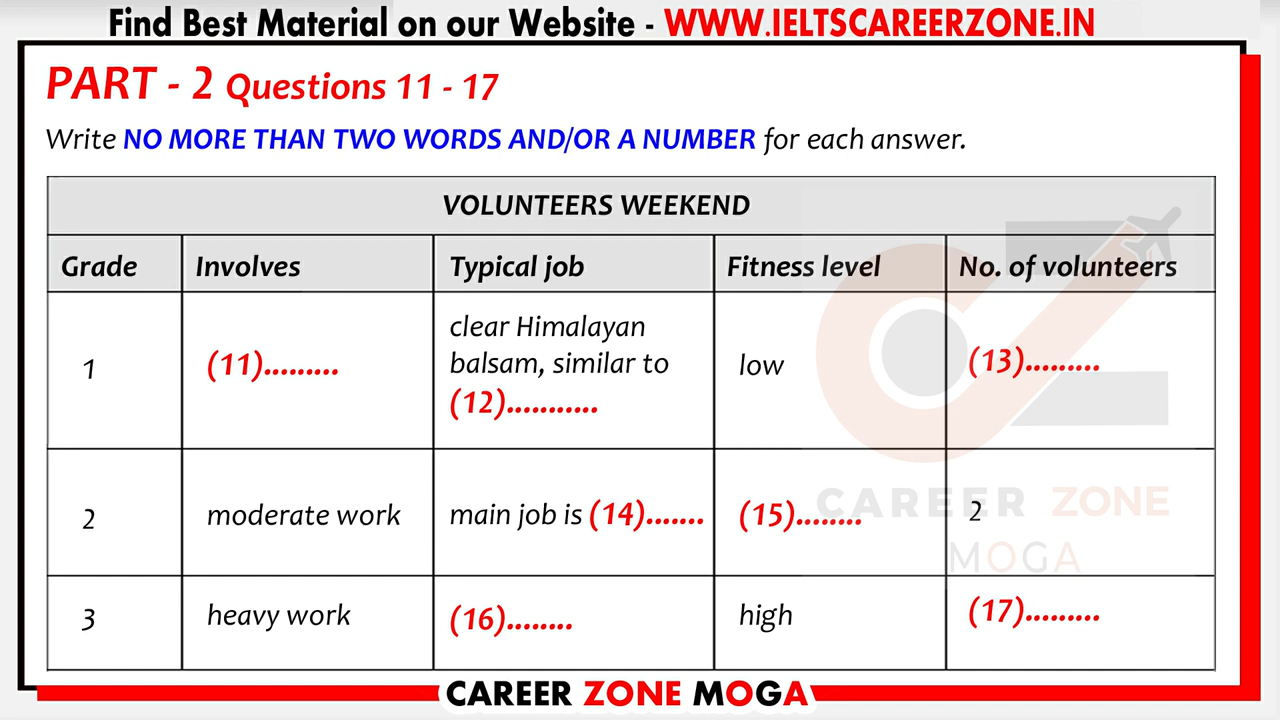 Find Best Material on our Website - WWW.IELTSCAREERZONE.IN
PART - 2 Questions 11 - 17
Write NO MORE THAN TWO WORDS AND/OR A NUMBER for each answer.
VOLUNTEERS WEEKEND
Grade Involves Typical job Fitness level No. of volunteers
1 (11)......... clear Himalayan
balsam, similar to
(12)........... low (13).........
2 moderate work main job is (14)....... (15)........ 2
3 heavy work (16)........ high (17).........
CAREER ZONE
MOGA
CAREER ZONE MOGA